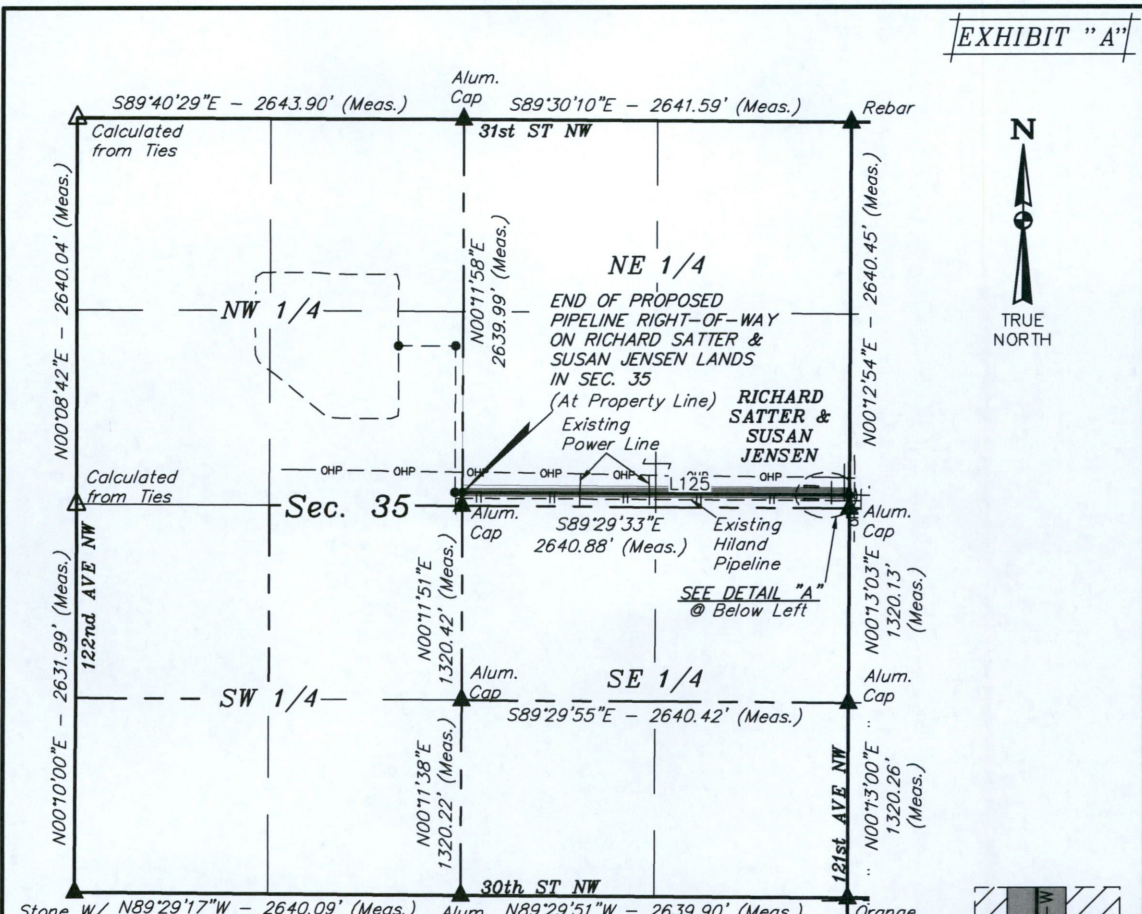 EXHIBIT "A"
Alum.
Cap
S89°40'29"E - 2643.90' (Meas.)
S89°30'10"E - 2641.59' (Meas.)
Rebar
Calculated
from Ties
31st ST NW
N
TRUE
NORTH
N00°08'42"E - 2640.04' (Meas.)
N00°11'58"E
2639.99' (Meas.)
N00°12'54"E - 2640.45' (Meas.)
NW 1/4
NE 1/4
END OF PROPOSED
PIPELINE RIGHT-OF-WAY
ON RICHARD SATTER &
SUSAN JENSEN LANDS
IN SEC. 35
(At Property Line)
RICHARD
SATTER &
SUSAN
JENSEN
Existing
Power Line
OHP OHP OHP OHP OHP OHP
L125
Calculated
from Ties
Sec. 35
Alum.
Cap
S89°29'33"E
2640.88' (Meas.)
Existing
Hiland
Pipeline
Alum.
Cap
SEE DETAIL "A"
@ Below Left
N00°10'00"E - 2631.99' (Meas.)
122nd AVE NW
N00°11'51"E
1320.42' (Meas.)
N00°13'03"E
1320.13'
(Meas.)
SW 1/4
Alum.
Cap
SE 1/4
Alum.
Cap
S89°29'55"E - 2640.42' (Meas.)
N00°11'38"E
1320.22' (Meas.)
121st AVE NW
N00°13'00"E
1320.26'
(Meas.)
30th ST NW
Stone W/
N89°29'17"W - 2640.09' (Meas.)
Alum.
N89°29'51"W - 2639.90' (Meas.)
Orange
W